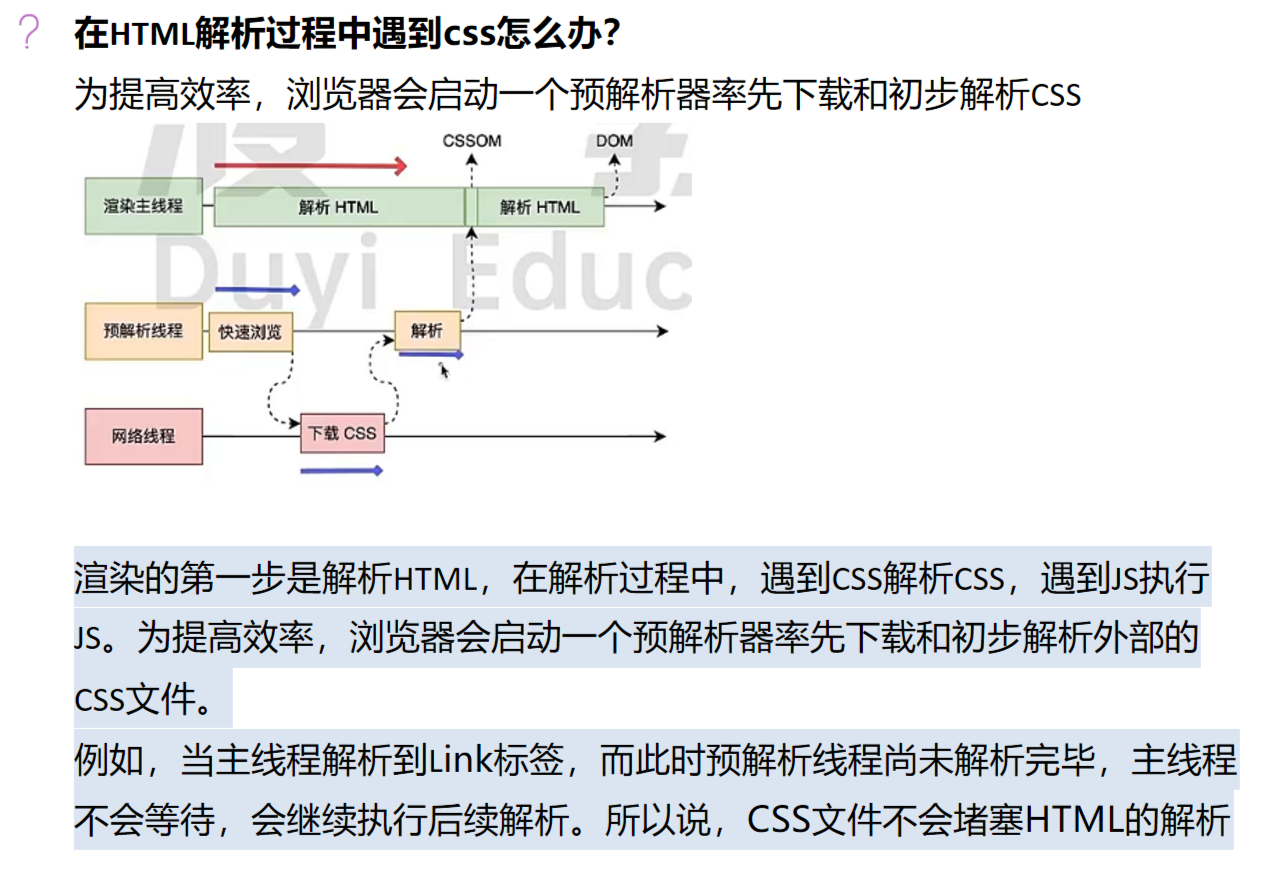 在HTML解析过程中遇到css怎么办？
为提高效率，浏览器会启动一个预解析器率先下载和初步解析CSS
CSSOM
DOM
渲染主线程
解析 HTML
解析 HTML
Duyi Educ
预解析线程
快速浏览
解析
网络线程
下载 CSS
渲染的第一步是解析HTML，在解析过程中，遇到CSS解析CSS，遇到JS执行
JS。为提高效率，浏览器会启动一个预解析器率先下载和初步解析外部的
CSS文件。
例如，当主线程解析到Link标签，而此时预解析线程尚未解析完毕，主线程
不会等待，会继续执行后续解析。所以说，CSS文件不会堵塞HTML的解析